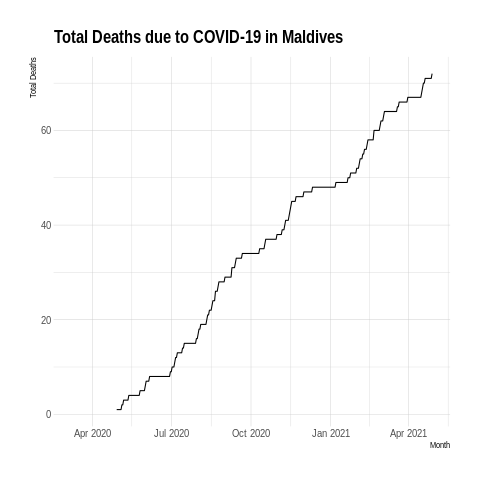 Total Deaths due to COVID-19 in Maldives
Total Deaths
60
40
20
0
Apr 2020 Jul 2020 Oct 2020 Jan 2021 Apr 2021
Month